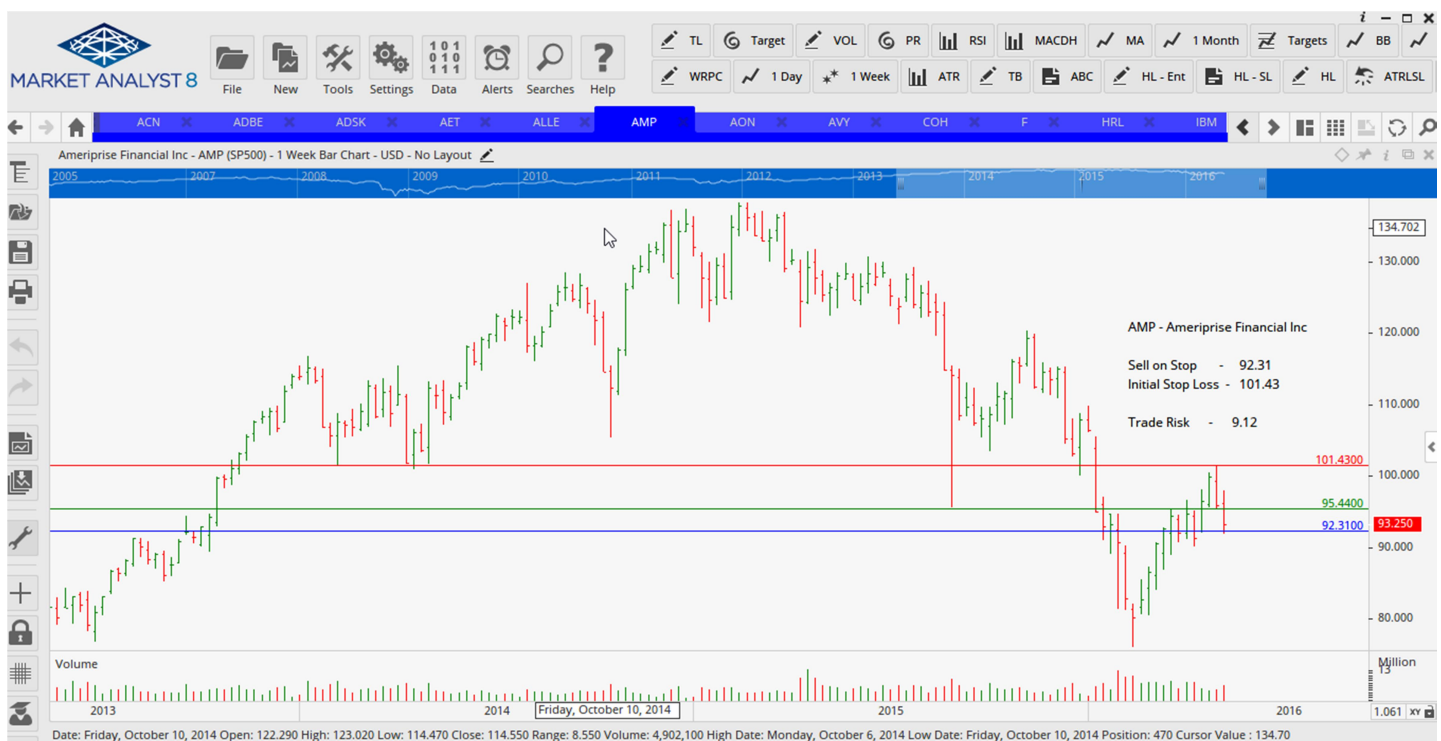 i
MARKET ANALYST 8
File New Tools Settings Data Alerts Searches Help
101
010
111
TL Target VOL PR RSI MACDH MA 1 Month Targets BB
WRPC 1 Day 1 Week ATR TB ABC HL - Ent HL - SL HL ATRLSL
ACN ADBE ADSK AET ALLE AMP AON AVY COH F HRL IBM
Ameriprise Financial Inc - AMP (SP500) - 1 Week Bar Chart - USD - No Layout
i
2005 2007 2008 2009 2010 2011 2012 2013 2014 2015 2016
134.702
130.000
120.000
AMP - Ameriprise Financial Inc
Sell on Stop - 92.31
Initial Stop Loss - 101.43
Trade Risk - 9.12
110.000
101.4300
100.000
95.4400
92.3100
93.250
90.000
80.000
Volume
Million
13
2013 2014 Friday, October 10, 2014 2015 2016
1.061 XY
Date: Friday, October 10, 2014 Open: 122.290 High: 123.020 Low: 114.470 Close: 114.550 Range: 8.550 Volume: 4,902,100 High Date: Monday, October 6, 2014 Low Date: Friday, October 10, 2014 Position: 470 Cursor Value : 134.70